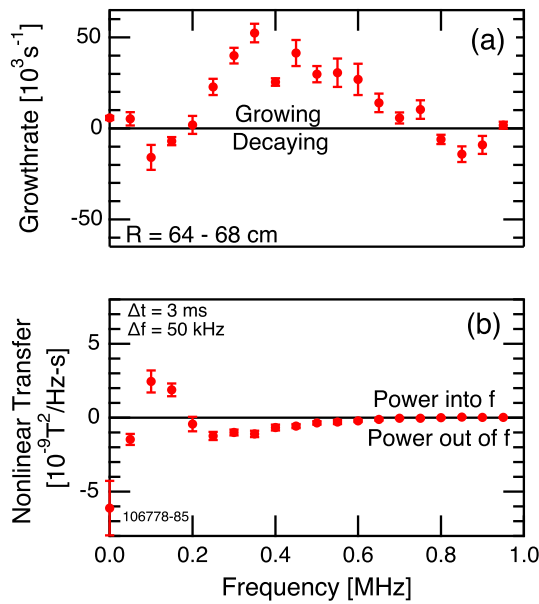 (a)
50
0
-50
Growthrate [10³s⁻¹]
Growing
Decaying
R = 64 - 68 cm
Δt = 3 ms
Δf = 50 kHz
(b)
5
0
-5
Nonlinear Transfer
[10⁻⁹T²/Hz-s]
Power into f
Power out of f
106778-85
0.0 0.2 0.4 0.6 0.8 1.0
Frequency [MHz]